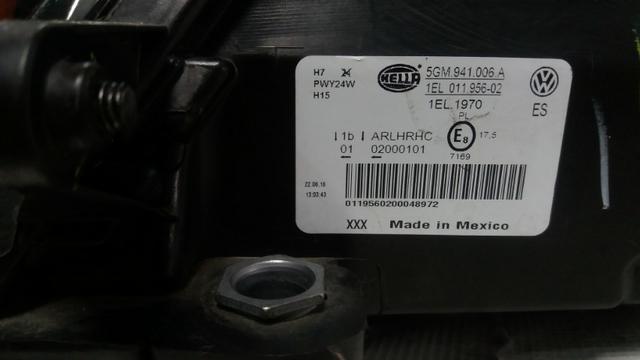 H7
PWY24W
H15
HELLA
5GM.941.006 A
1EL 011.956-02
1EL.1970
PL
ES
1b I ARLHRHC
E8
17,5
01 02000101
7169
22.06.16
13:03:43
0119560200048972
XXX Made in Mexico